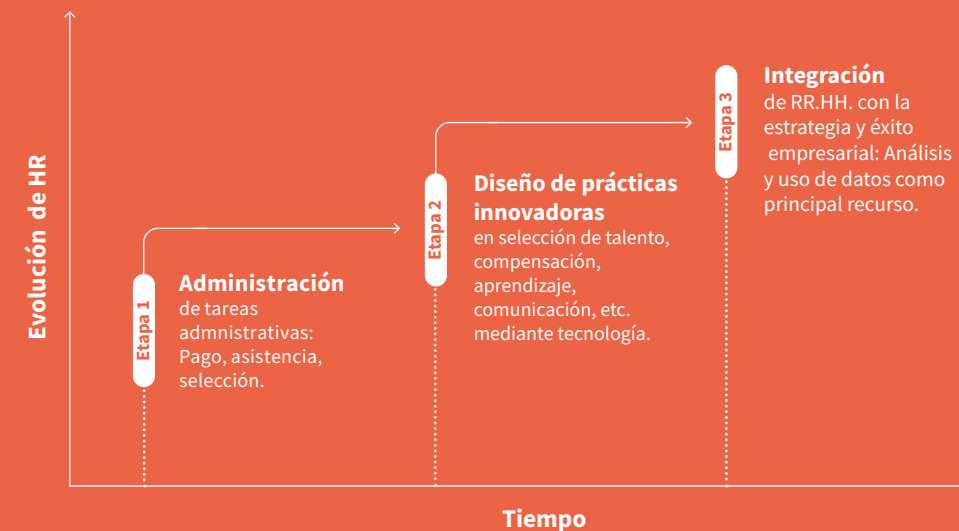 Evolución de HR
Etapa 1
Administración
de tareas
admnistrativas:
Pago, asistencia,
selección.
Etapa 2
Diseño de prácticas
innovadoras
en selección de talento,
compensación,
aprendizaje,
comunicación, etc.
mediante tecnología.
Etapa 3
Integración
de RR.HH. con la
estrategia y éxito
empresarial: Análisis
y uso de datos como
principal recurso.
Tiempo